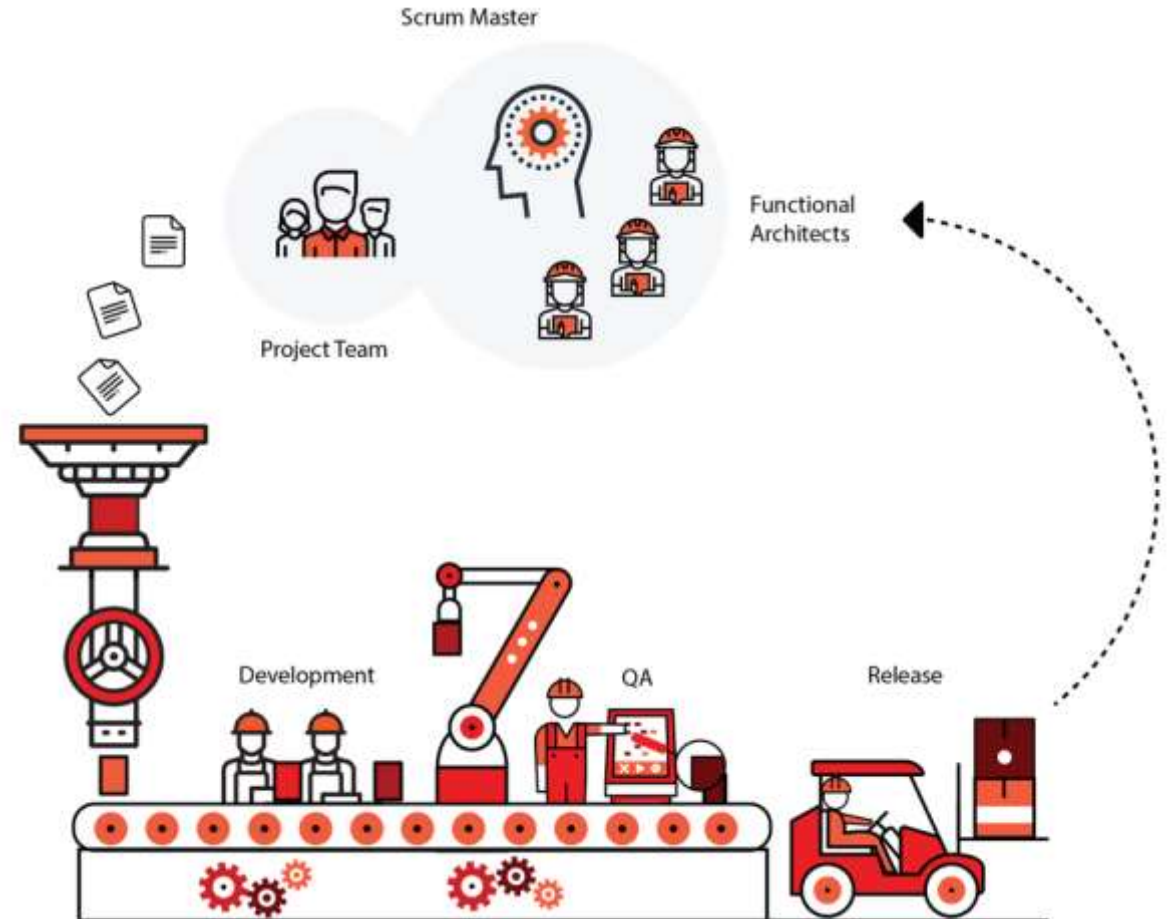 Scrum Master
Functional
Architects
Project Team
Development
QA
Release